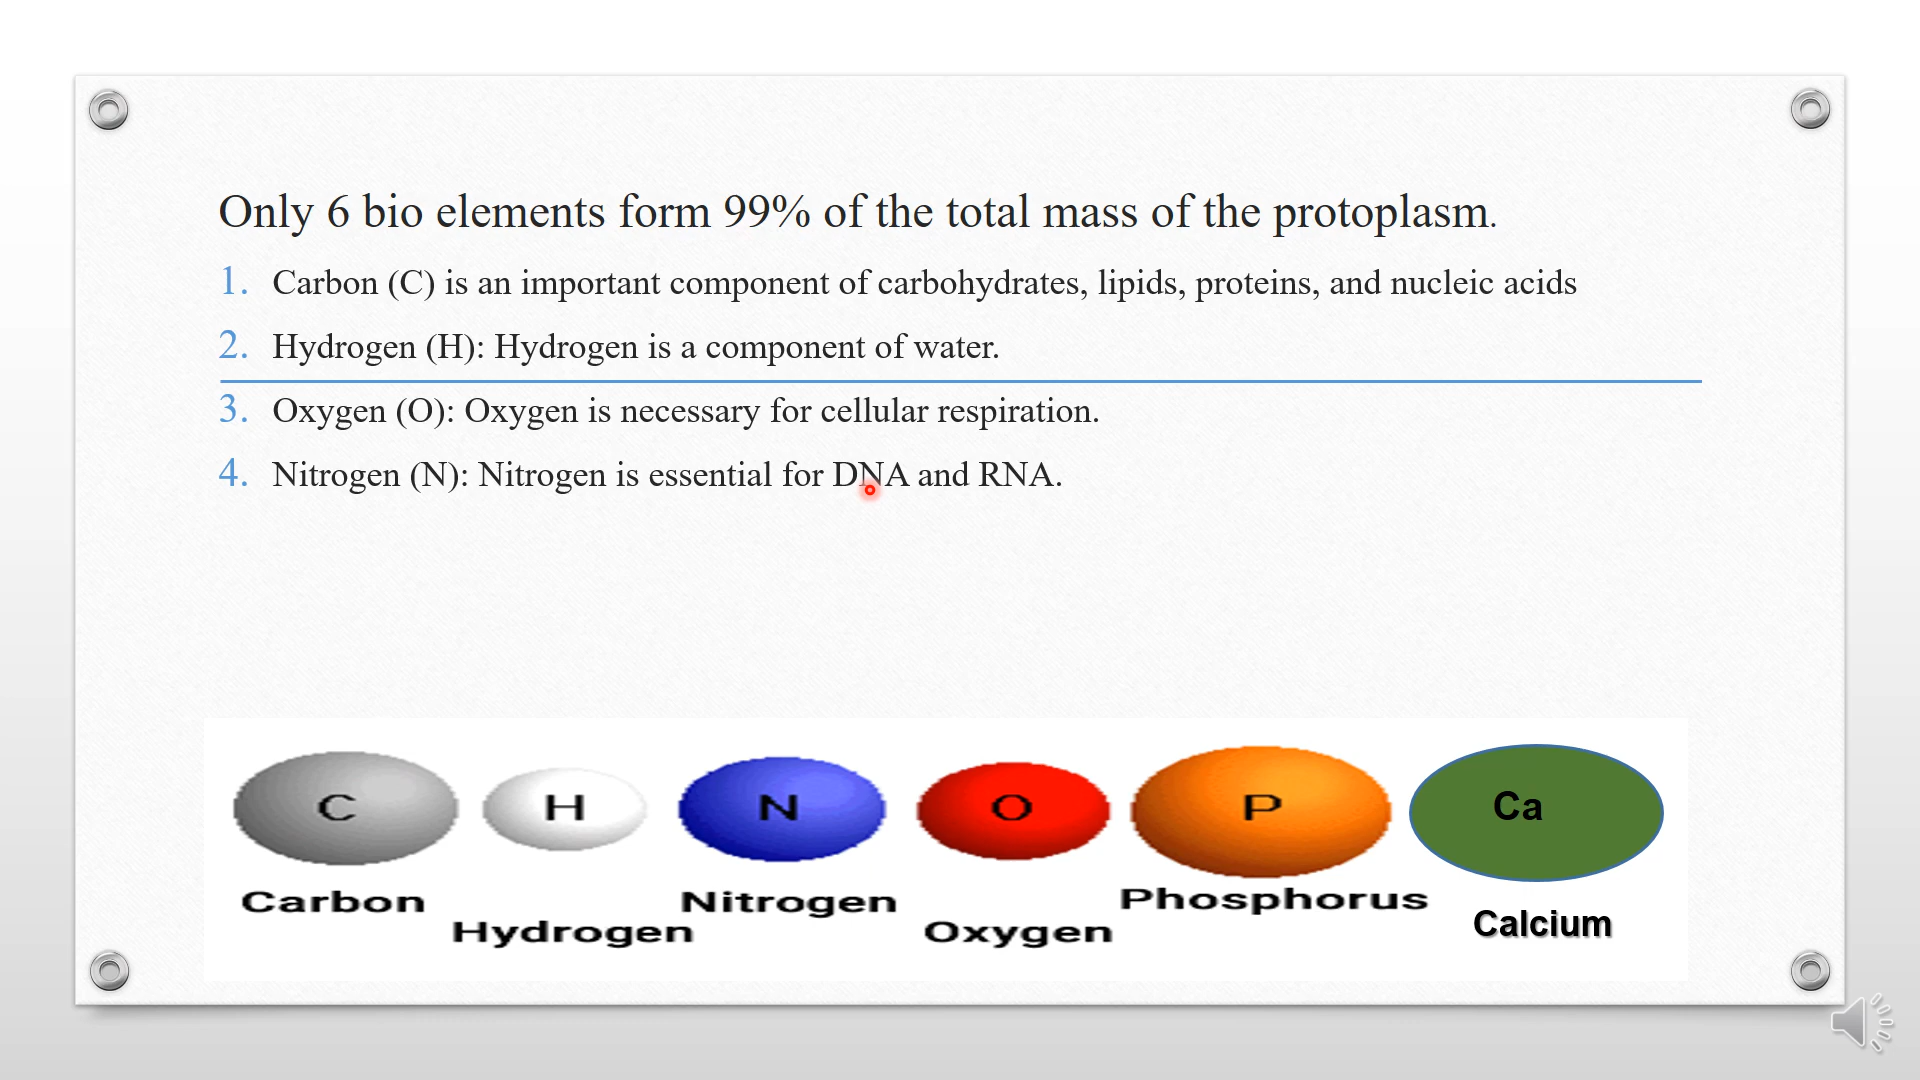 Only 6 bio elements form 99% of the total mass of the protoplasm.
1. Carbon (C) is an important component of carbohydrates, lipids, proteins, and nucleic acids
2. Hydrogen (H): Hydrogen is a component of water.
3. Oxygen (O): Oxygen is necessary for cellular respiration.
4. Nitrogen (N): Nitrogen is essential for DNA and RNA.
C H N O P Ca
Carbon Nitrogen Phosphorus
Hydrogen Oxygen Calcium